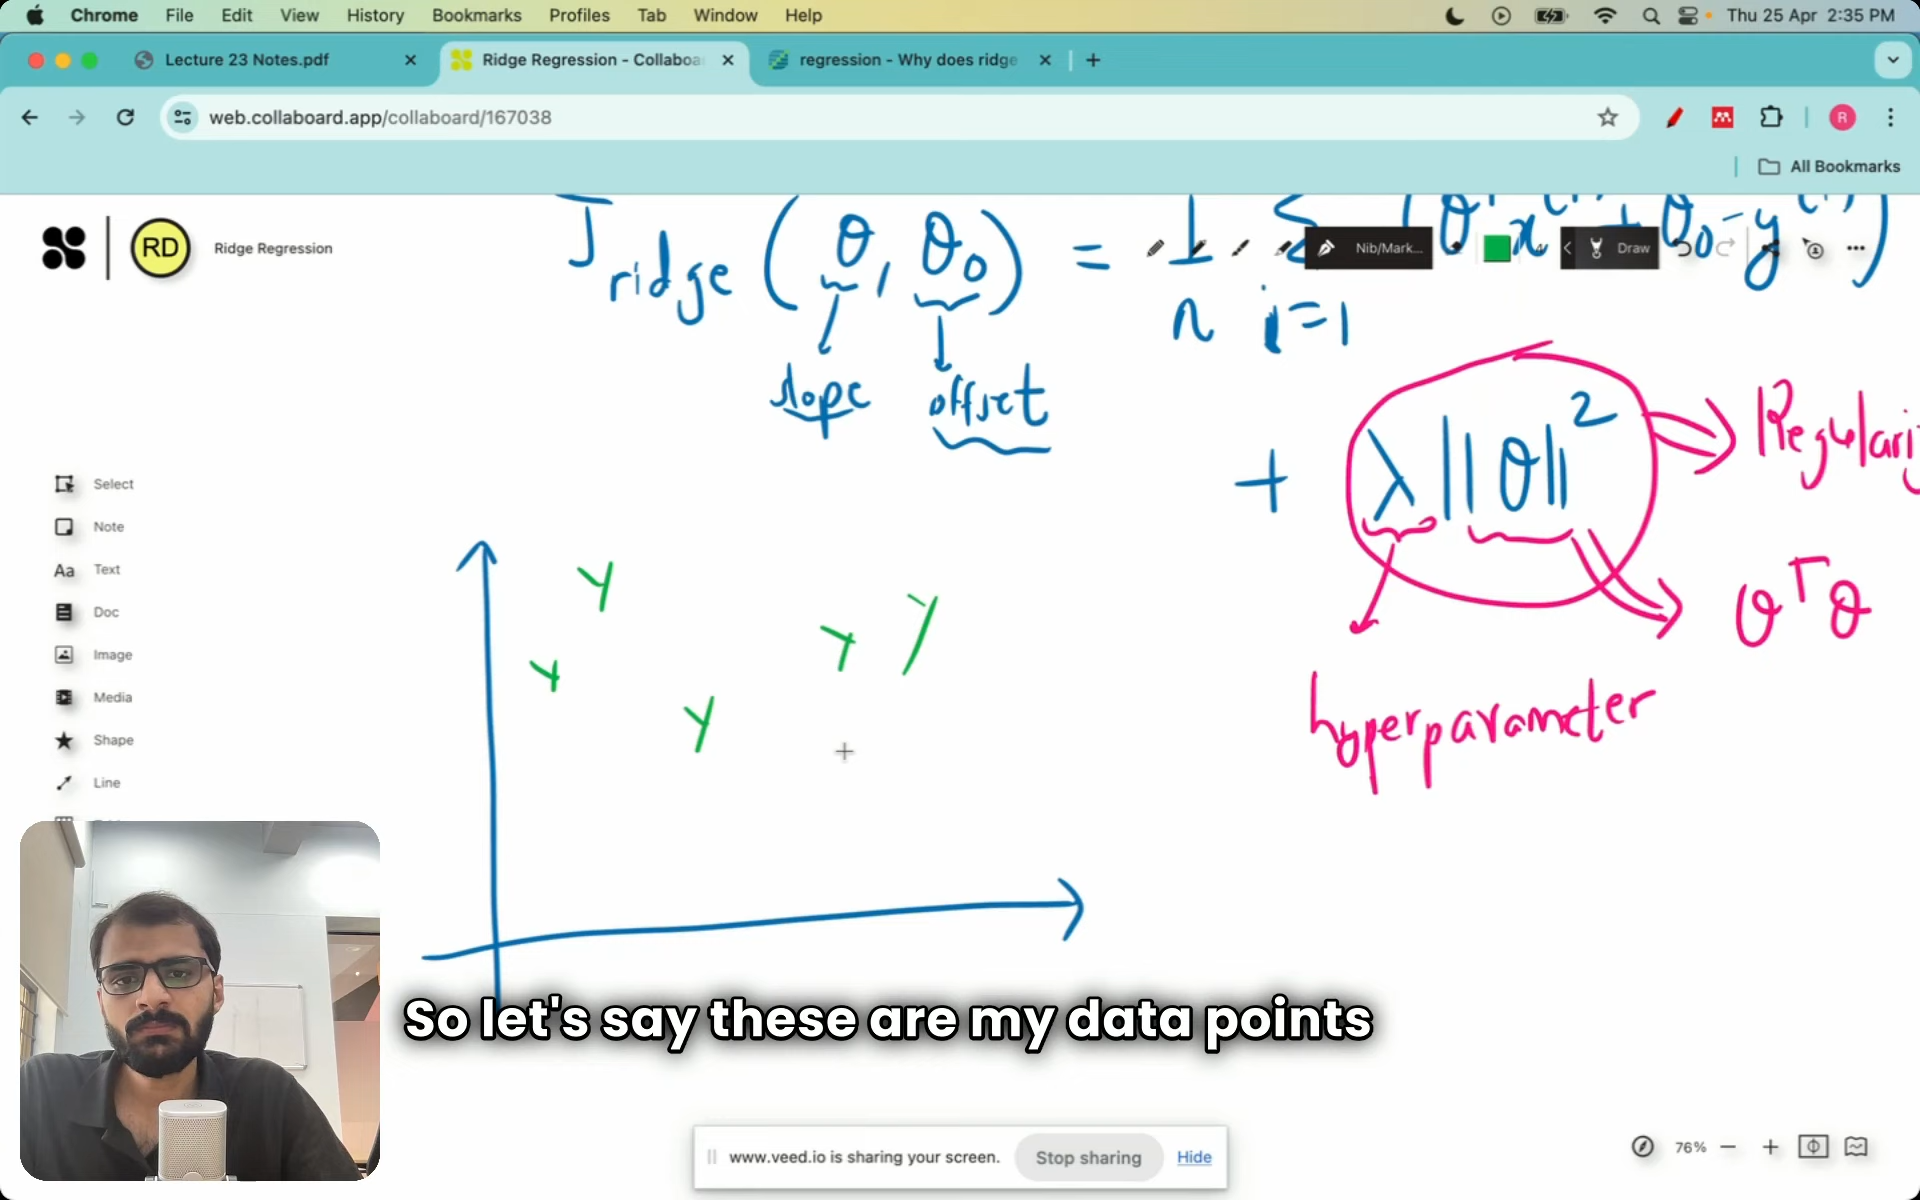 Chrome File Edit View History Bookmarks Profiles Tab Window Help Thu 25 Apr 2:35 PM
Lecture 23 Notes.pdf Ridge Regression - Collaboa regression - Why does ridge
web.collaboard.app/collaboard/167038 R
All Bookmarks
RD Ridge Regression
Nib/Mark... Draw
J ridge (θ, θ0) = 1 n Σ i=1 (θ x + θ0 - y )
slope offset
+ λ ||θ||² Regulari
θᵀθ
hyperparameter
Select
Note
Aa Text
Doc
Image
Media
Shape
Line
So let's say these are my data points
www.veed.io is sharing your screen. Stop sharing Hide
76%